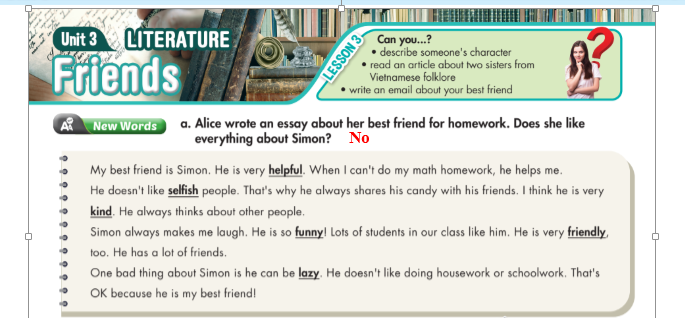 Unit 3 LITERATURE
Friends
LESSON 3
Can you...?
• describe someone's character
• read an article about two sisters from
Vietnamese folklore
• write an email about your best friend
New Words
a. Alice wrote an essay about her best friend for homework. Does she like
everything about Simon? No
My best friend is Simon. He is very helpful. When I can't do my math homework, he helps me.
He doesn't like selfish people. That's why he always shares his candy with his friends. I think he is very
kind. He always thinks about other people.
Simon always makes me laugh. He is so funny! Lots of students in our class like him. He is very friendly,
too. He has a lot of friends.
One bad thing about Simon is he can be lazy. He doesn't like doing housework or schoolwork. That's
OK because he is my best friend!